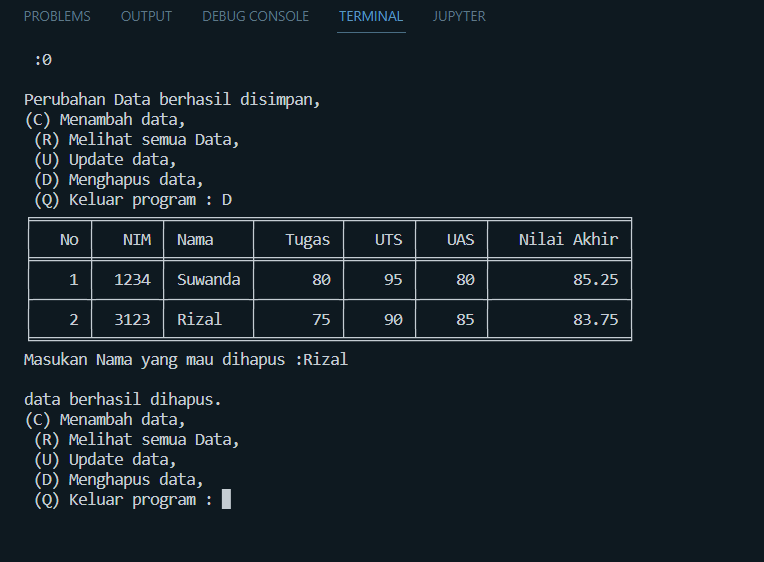 PROBLEMS OUTPUT DEBUG CONSOLE TERMINAL JUPYTER
:0
Perubahan Data berhasil disimpan,
(C) Menambah data,
(R) Melihat semua Data,
(U) Update data,
(D) Menghapus data,
(Q) Keluar program : D
No NIM Nama Tugas UTS UAS Nilai Akhir
1 1234 Suwanda 80 95 80 85.25
2 3123 Rizal 75 90 85 83.75
Masukan Nama yang mau dihapus :Rizal
data berhasil dihapus.
(C) Menambah data,
(R) Melihat semua Data,
(U) Update data,
(D) Menghapus data,
(Q) Keluar program :